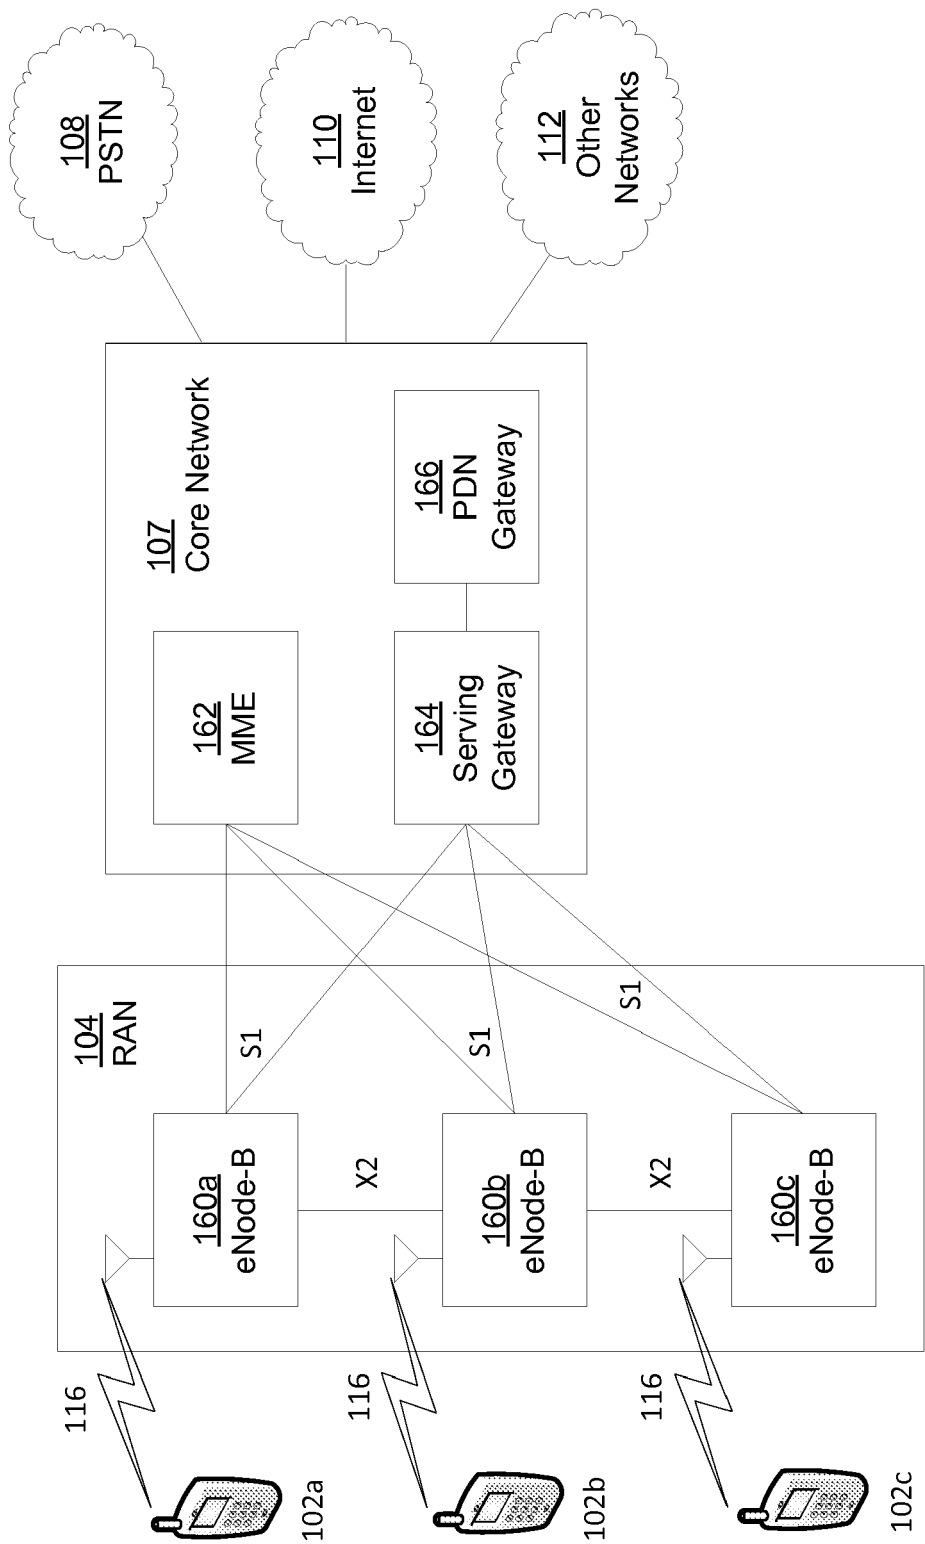 102a
102b
102c
116
116
116
104
RAN
160a
eNode-B
160b
eNode-B
160c
eNode-B
X2
X2
S1
S1
S1
107
Core Network
162
MME
164
Serving
Gateway
166
PDN
Gateway
108
PSTN
110
Internet
112
Other
Networks